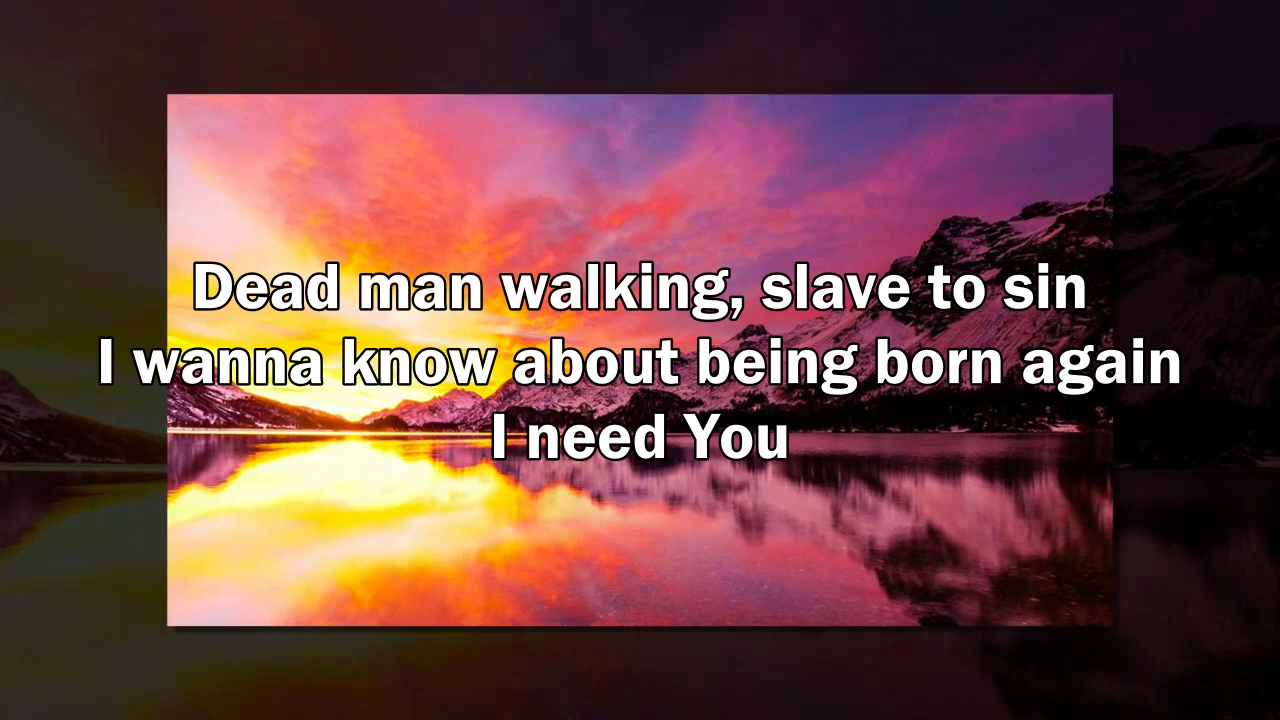 Dead man walking, slave to sin
I wanna know about being born again
I need You